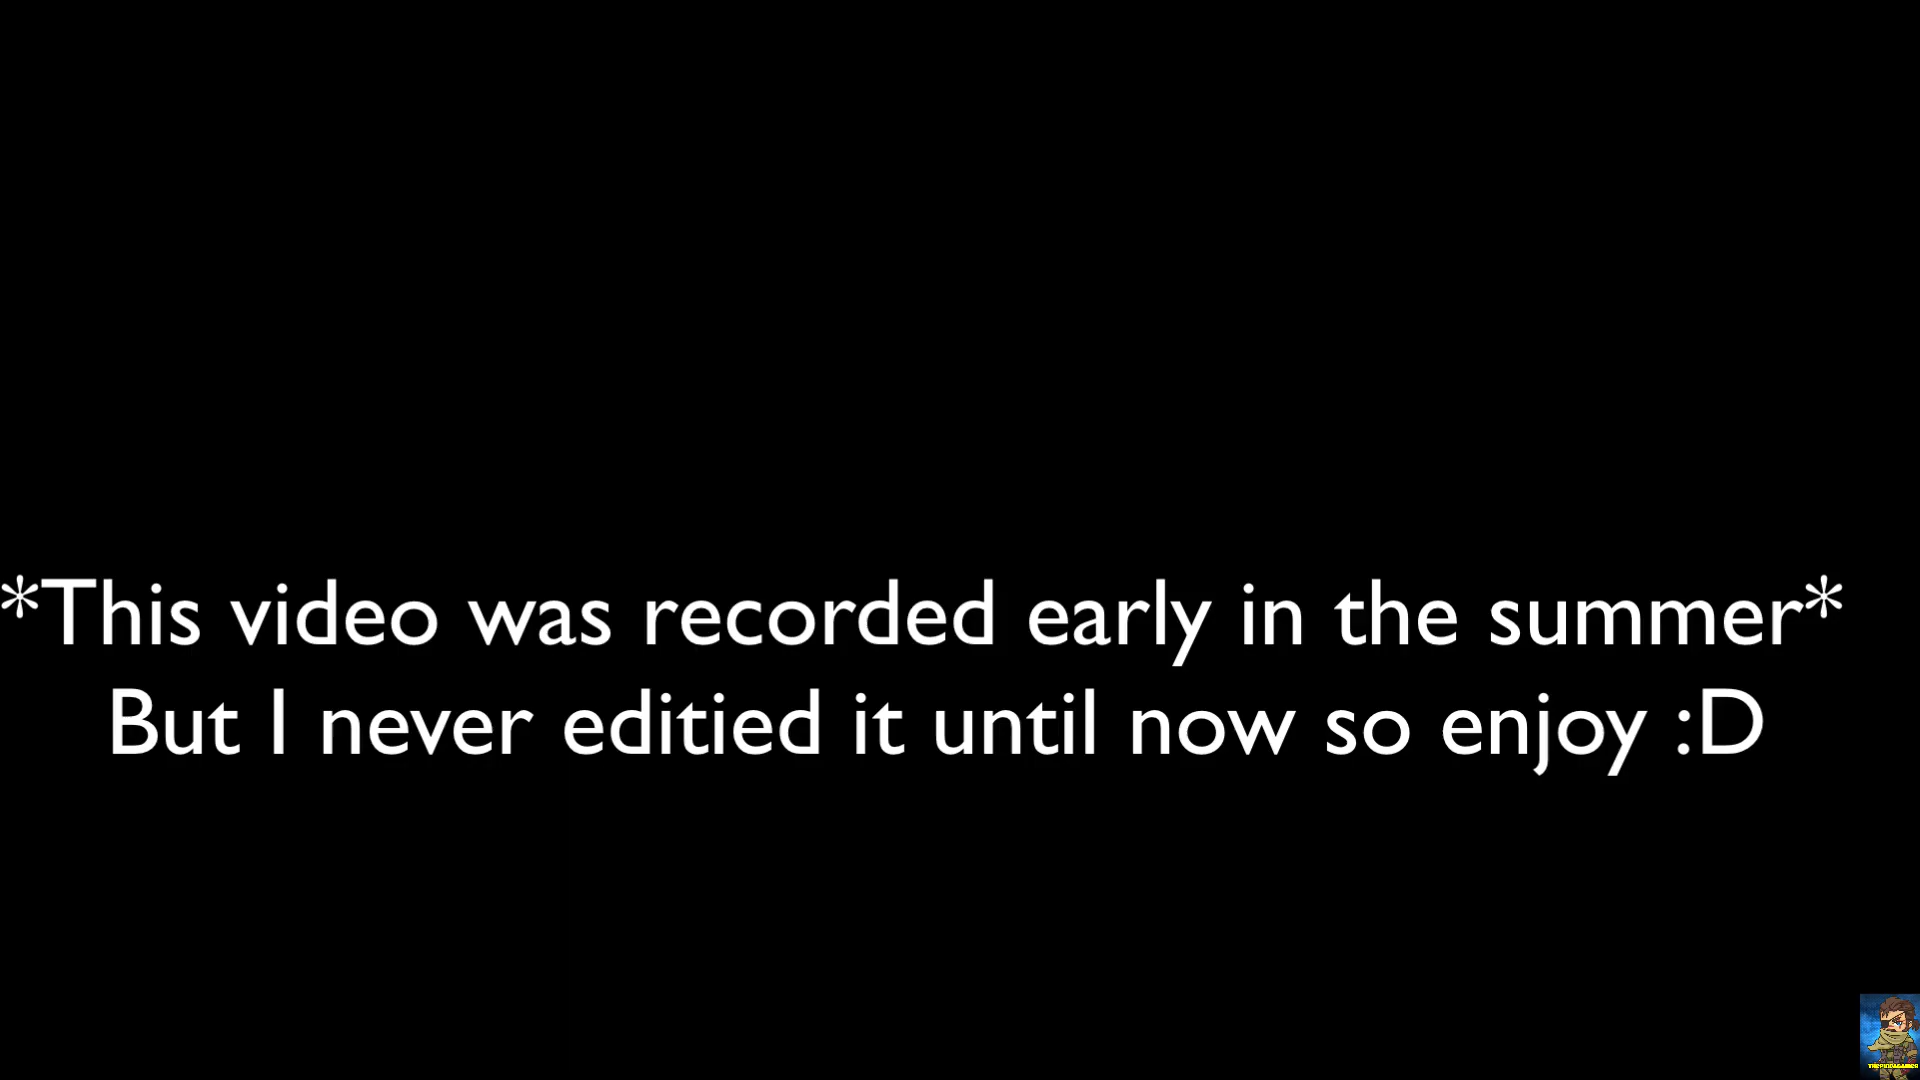 *This video was recorded early in the summer*
But I never editied it until now so enjoy :D